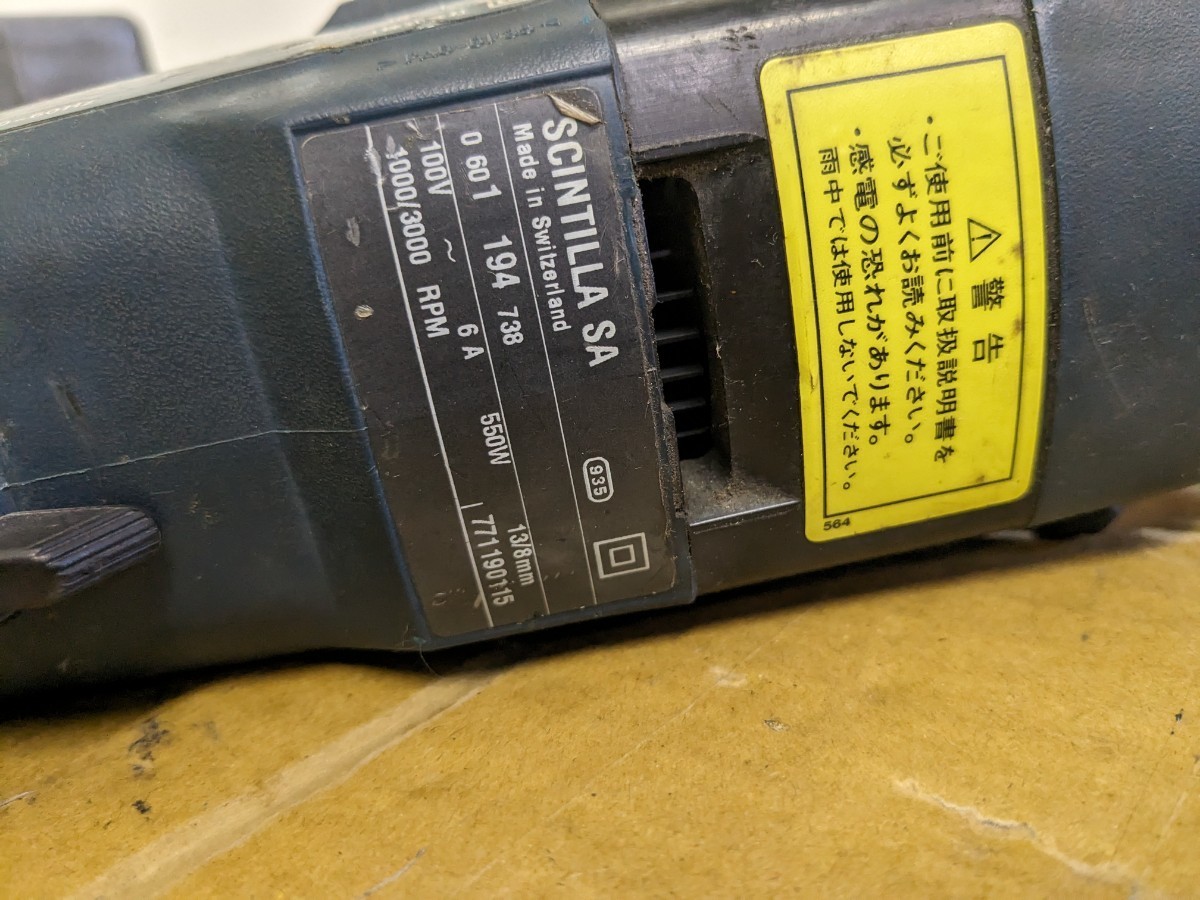 SCINTILLA SA
Made in Switzerland
935
0 601 194 738
13/8mm
100V ~ 6 A 550W
1000/3000 RPM
771190115
⚠ 警告
・ご使用前に取扱説明書を
必ずよくお読みください。
・感電の恐れがあります。
雨中では使用しないでください。
564